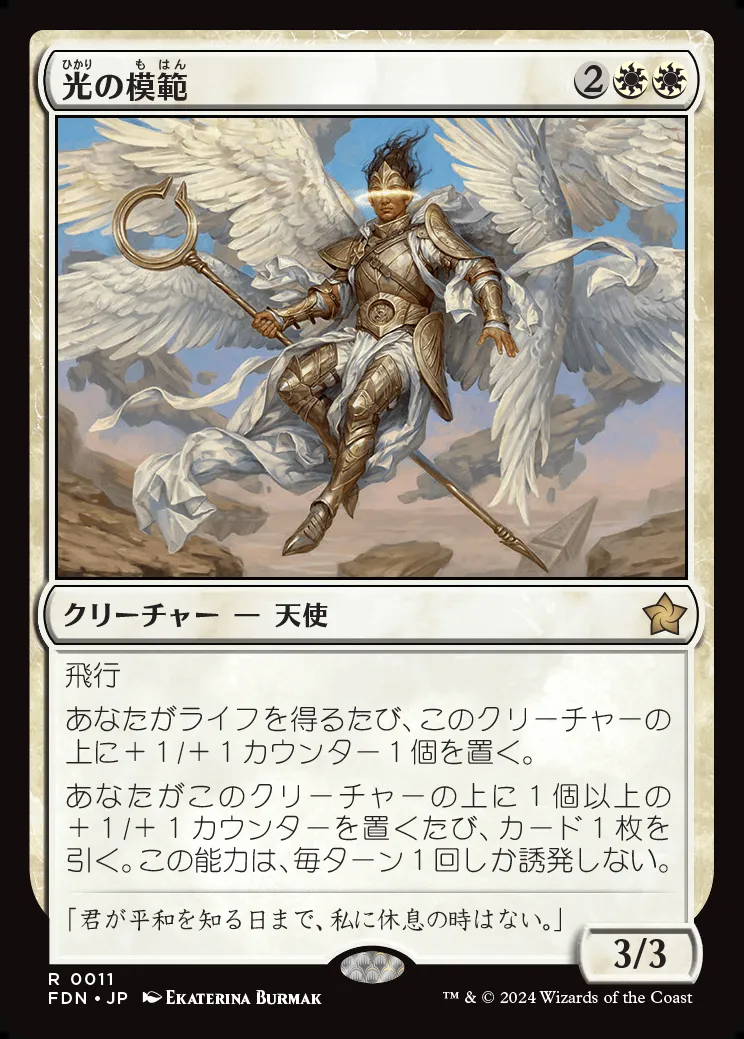 ひかり も はん
光の模範 2
クリーチャー — 天使
飛行
あなたがライフを得るたび、このクリーチャーの
上に+1/+1カウンター1個を置く。
あなたがこのクリーチャーの上に1個以上の
+1/+1カウンターを置くたび、カード1枚を
引く。この能力は、毎ターン1回しか誘発しない。
「君が平和を知る日まで、私に休息の時はない。」
3/3
R 0011
FDN • JP EKATERINA BURMAK
™ & © 2024 Wizards of the Coast